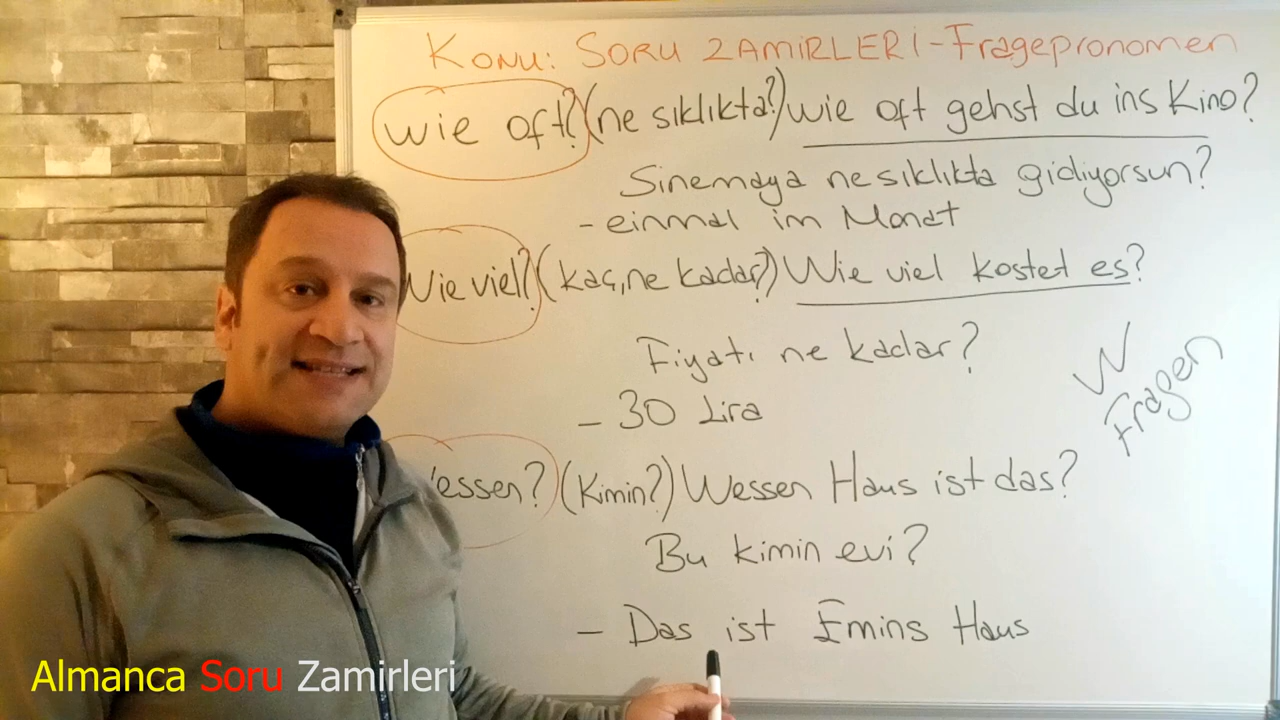 KONU: SORU ZAMIRLERI-Fragepronomen
wie oft? (ne sıklıkta?) wie oft gehst du ins Kino?
Sinemaya ne sıklıkta gidiyorsun?
- einmal im Monat
Wie viel? (kaç, ne kadar?) Wie viel kostet es?
Fiyatı ne kadar?
- 30 Lira
W
Fragen
essen? (Kimin?) Wessen Haus ist das?
Bu kimin evi?
- Das ist Emins Haus
Almanca Soru Zamirleri